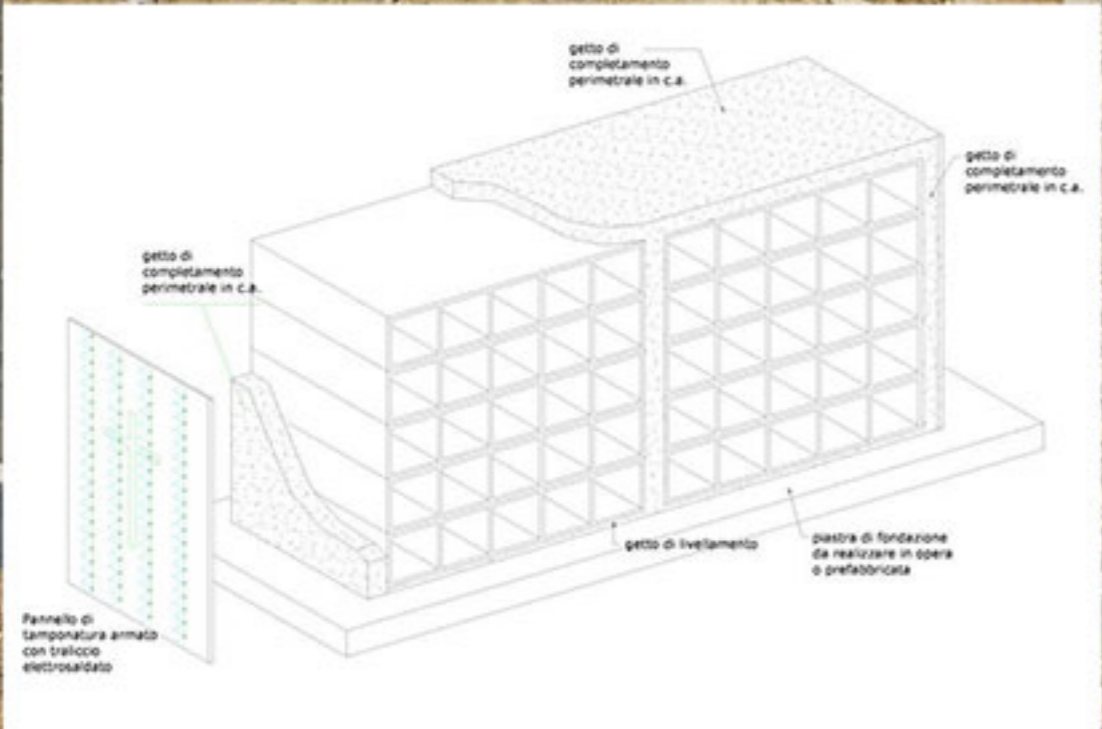 getto di
completamento
perimetrale in c.a.
getto di
completamento
perimetrale in c.a.
getto di
completamento
perimetrale in c.a.
getto di livellamento
piastra di fondazione
da realizzare in opera
o prefabbricata
Pannello di
tamponatura armato
con traliccio
elettrosaldato